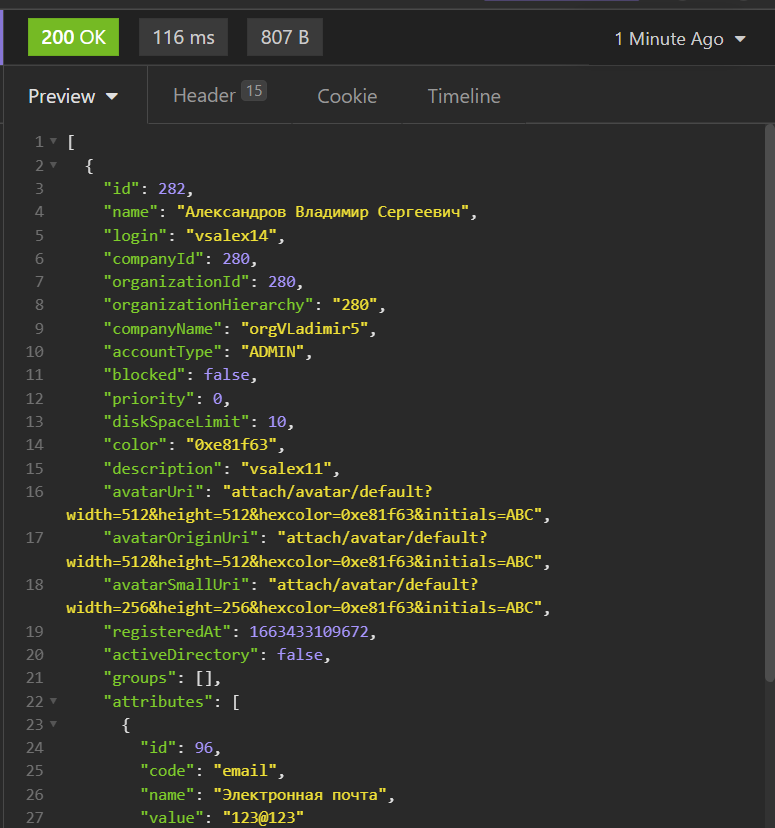 200 OK 116 ms 807 B 1 Minute Ago
Preview Header 15 Cookie Timeline
1 [
2 {
3 "id": 282,
4 "name": "Александров Владимир Сергеевич",
5 "login": "vsalex14",
6 "companyId": 280,
7 "organizationId": 280,
8 "organizationHierarchy": "280",
9 "companyName": "orgVLadimir5",
10 "accountType": "ADMIN",
11 "blocked": false,
12 "priority": 0,
13 "diskSpaceLimit": 10,
14 "color": "0xe81f63",
15 "description": "vsalex11",
16 "avatarUri": "attach/avatar/default?
width=512&height=512&hexcolor=0xe81f63&initials=ABC",
17 "avatarOriginUri": "attach/avatar/default?
width=512&height=512&hexcolor=0xe81f63&initials=ABC",
18 "avatarSmallUri": "attach/avatar/default?
width=256&height=256&hexcolor=0xe81f63&initials=ABC",
19 "registeredAt": 1663433109672,
20 "activeDirectory": false,
21 "groups": [],
22 "attributes": [
23 {
24 "id": 96,
25 "code": "email",
26 "name": "Электронная почта",
27 "value": "123@123"